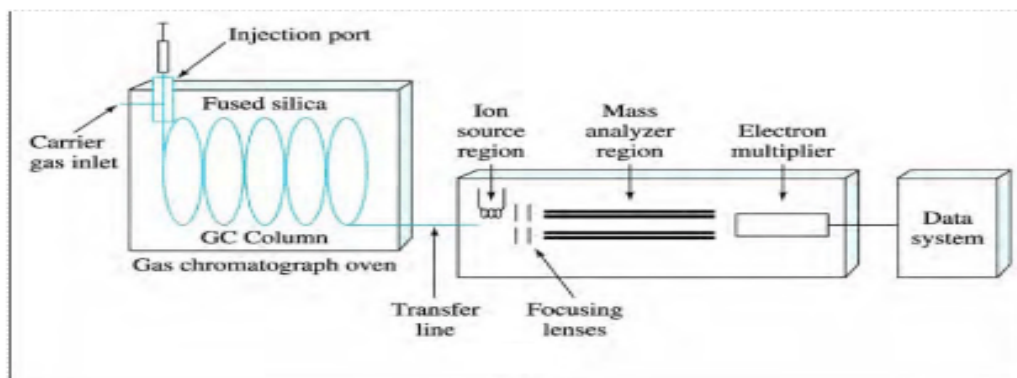 Injection port
Fused silica
Carrier
gas inlet
GC Column
Gas chromatograph oven
Transfer
line
Ion
source
region
Mass
analyzer
region
Electron
multiplier
Focusing
lenses
Data
system